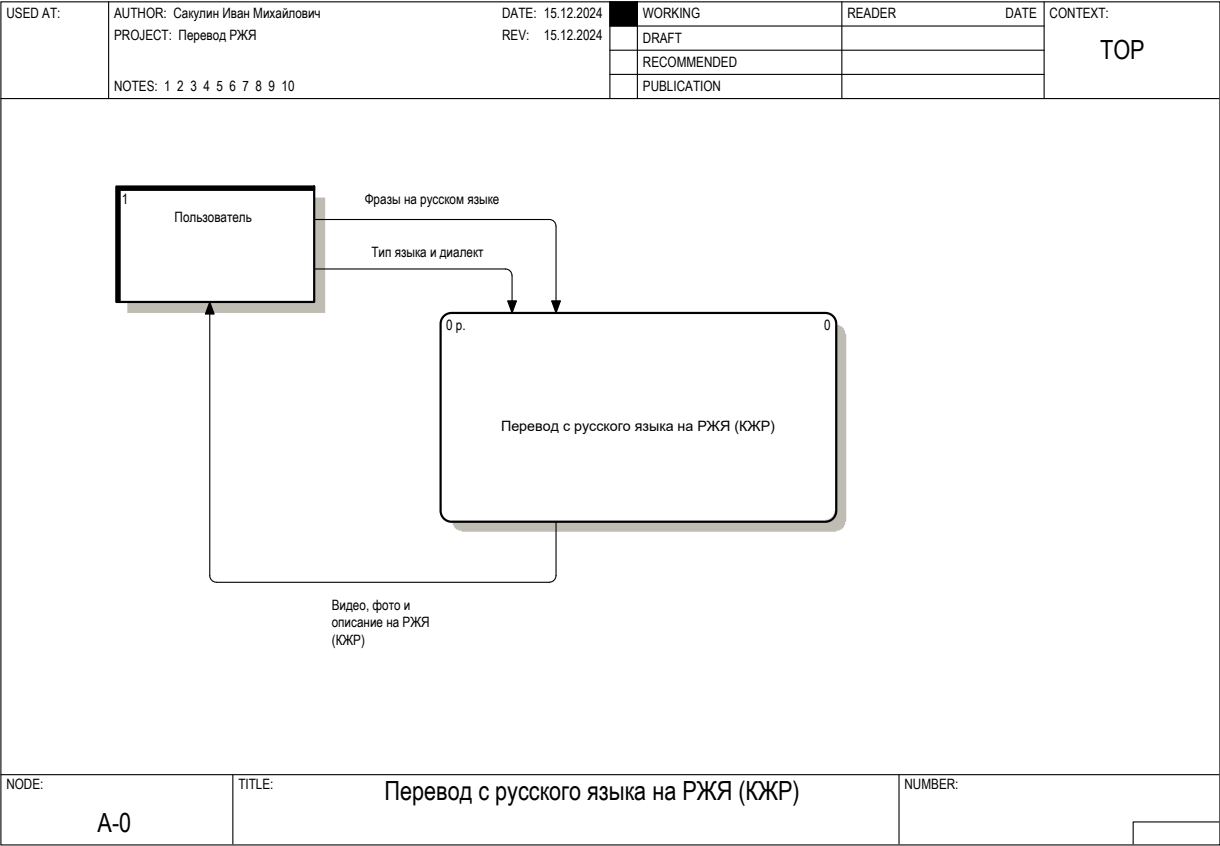 USED AT:
AUTHOR: Сакулин Иван Михайлович
DATE: 15.12.2024
WORKING
READER
DATE
CONTEXT:
PROJECT: Перевод РЖЯ
REV: 15.12.2024
DRAFT
TOP
RECOMMENDED
NOTES: 1 2 3 4 5 6 7 8 9 10
PUBLICATION
1
Пользователь
Фразы на русском языке
Тип языка и диалект
0 р.
0
Перевод с русского языка на РЖЯ (КЖР)
Видео, фото и
описание на РЖЯ
(КЖР)
NODE:
TITLE:
Перевод с русского языка на РЖЯ (КЖР)
NUMBER:
A-0